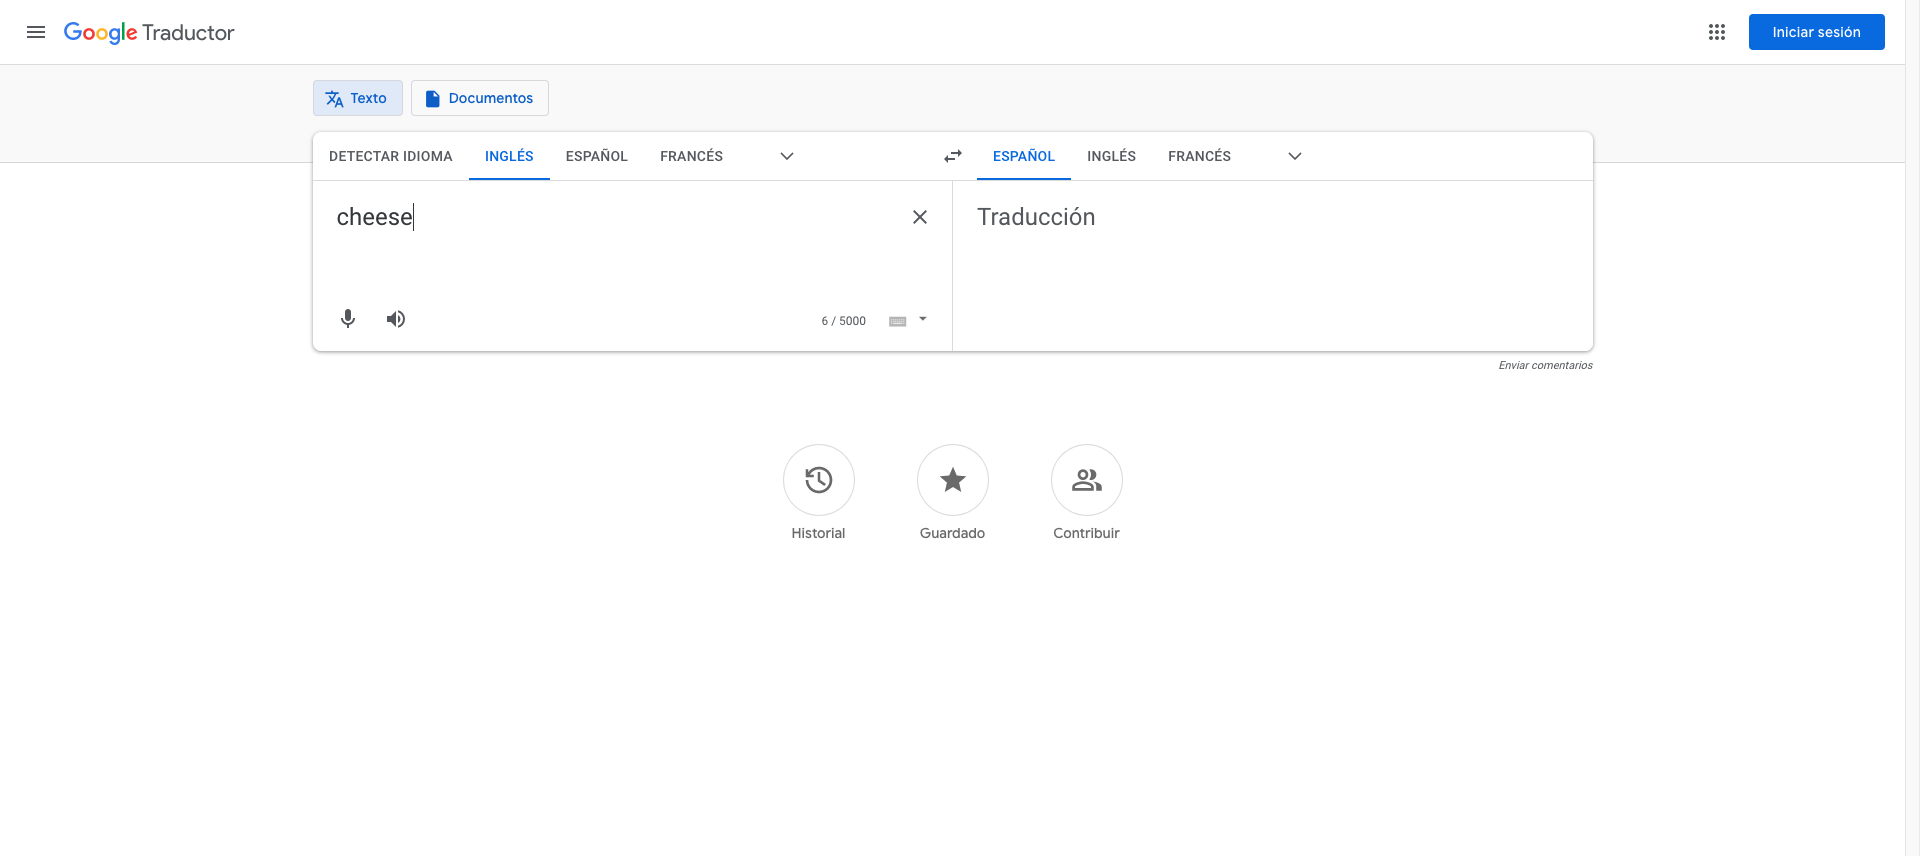 Google Traductor
Iniciar sesión
Texto
Documentos
DETECTAR IDIOMA INGLÉS ESPAÑOL FRANCÉS
ESPAÑOL INGLÉS FRANCÉS
cheese
Traducción
6 / 5000
Enviar comentarios
Historial
Guardado
Contribuir